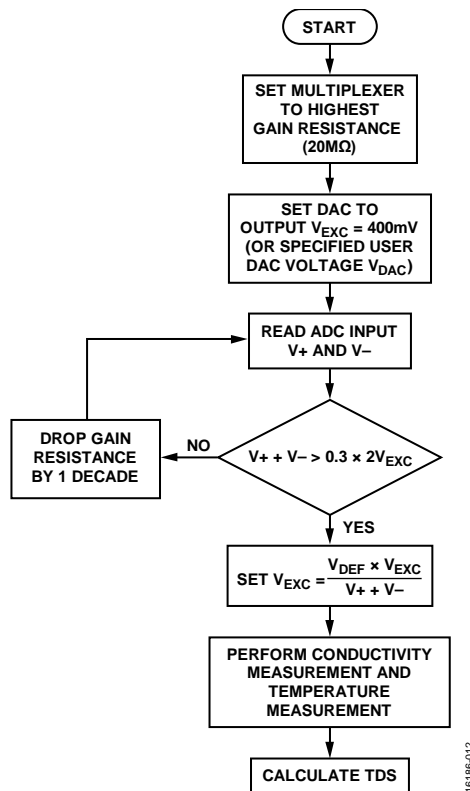 START
SET MULTIPLEXER
TO HIGHEST
GAIN RESISTANCE
(20MΩ)
SET DAC TO
OUTPUT VEXC = 400mV
(OR SPECIFIED USER
DAC VOLTAGE VDAC)
READ ADC INPUT
V+ AND V−
DROP GAIN
RESISTANCE
BY 1 DECADE
NO
V+ + V− > 0.3 × 2VEXC
YES
SET VEXC = VDEF × VEXC
V+ + V−
PERFORM CONDUCTIVITY
MEASUREMENT AND
TEMPERATURE
MEASUREMENT
CALCULATE TDS
16186-012